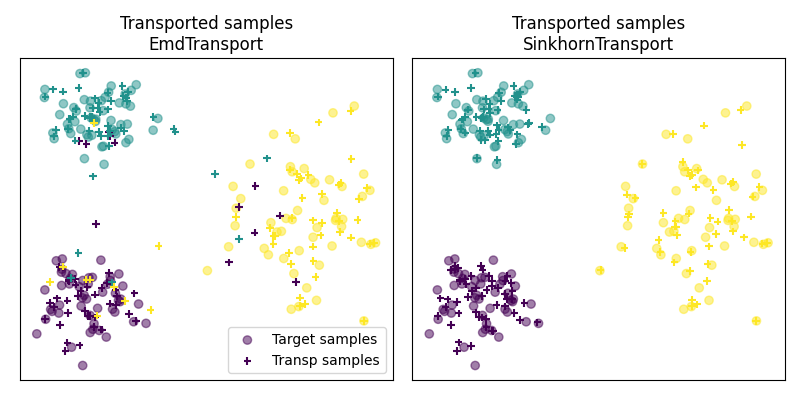 Transported samples
EmdTransport
Transported samples
SinkhornTransport
Target samples
Transp samples